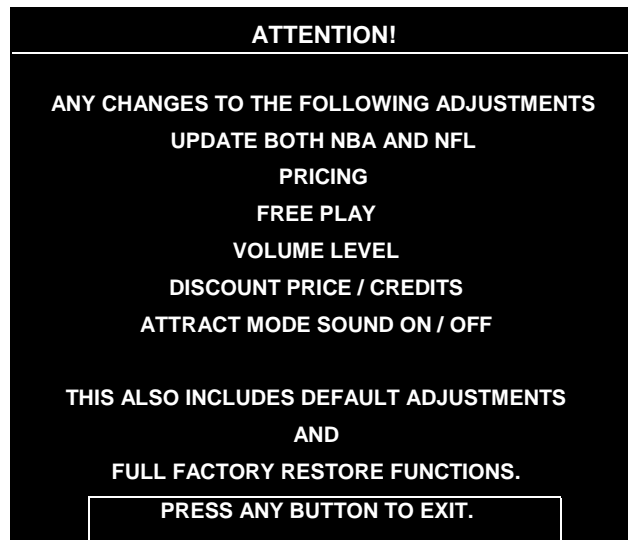 ATTENTION!
ANY CHANGES TO THE FOLLOWING ADJUSTMENTS
UPDATE BOTH NBA AND NFL
PRICING
FREE PLAY
VOLUME LEVEL
DISCOUNT PRICE / CREDITS
ATTRACT MODE SOUND ON / OFF
THIS ALSO INCLUDES DEFAULT ADJUSTMENTS
AND
FULL FACTORY RESTORE FUNCTIONS.
PRESS ANY BUTTON TO EXIT.